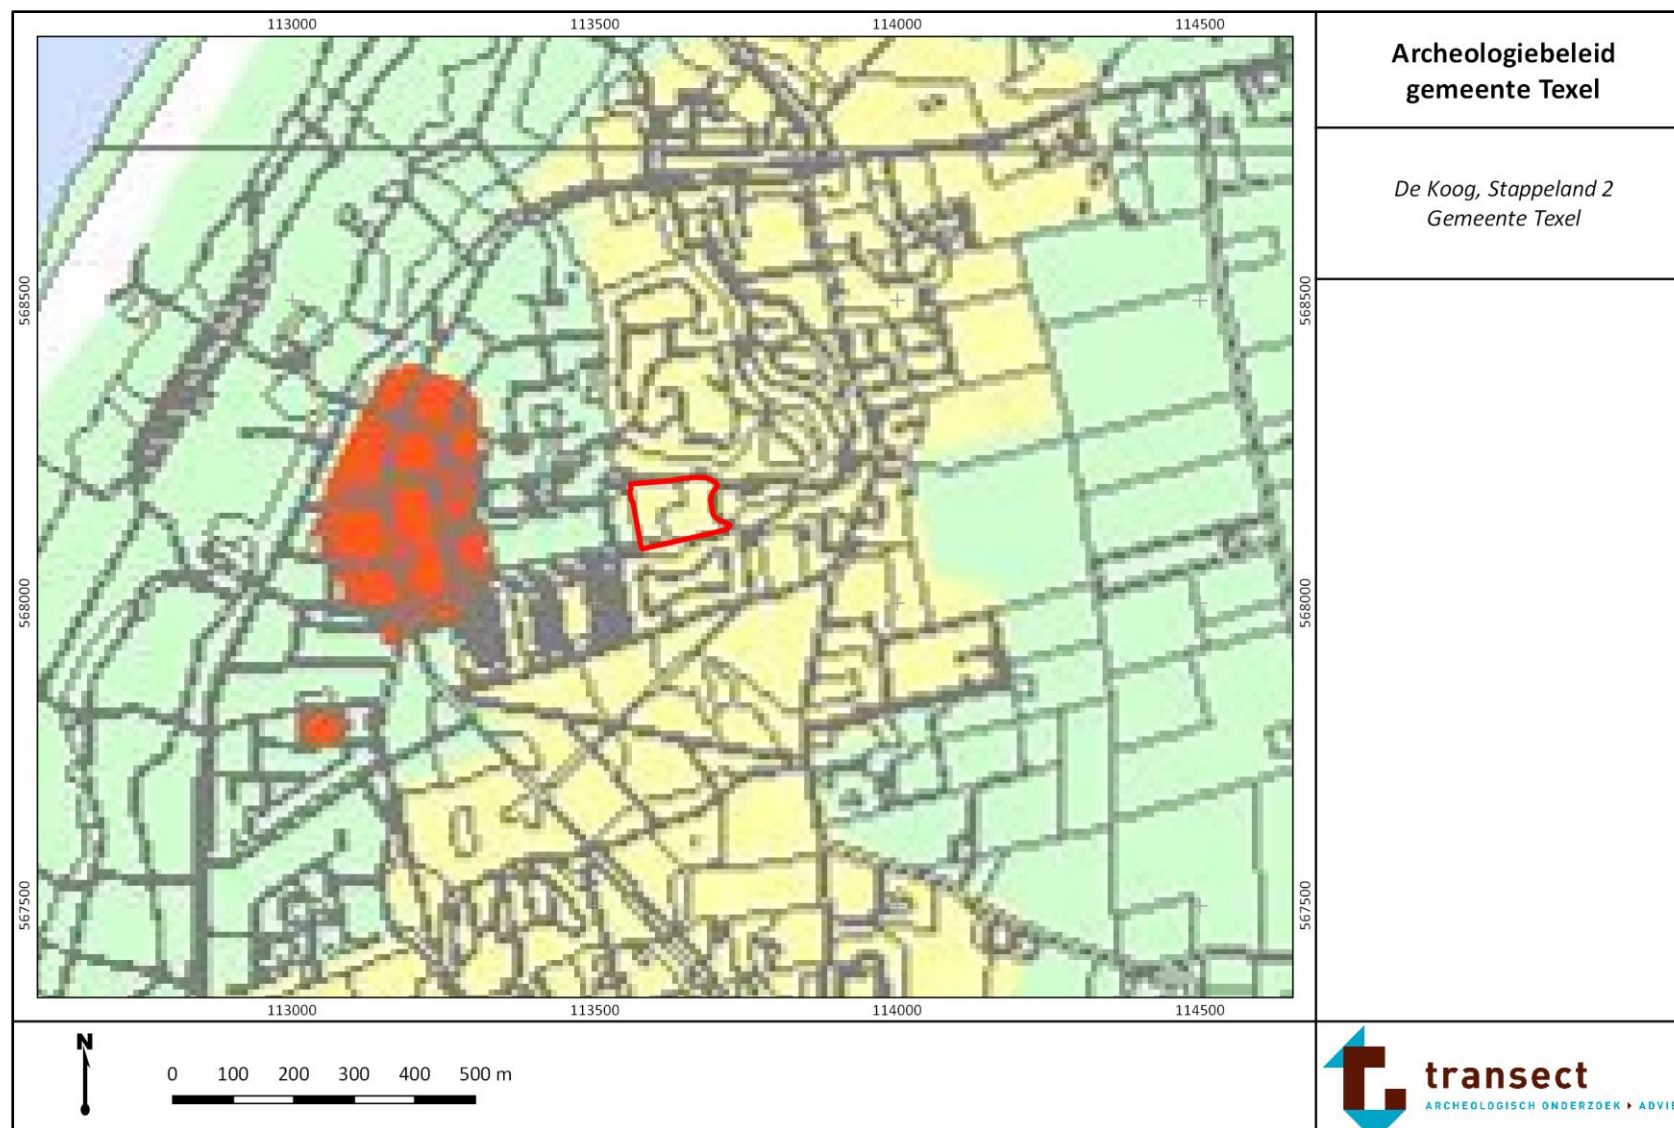 113000 113500 114000 114500
Archeologiebeleid
gemeente Texel
De Koog, Stappeland 2
Gemeente Texel
568500 568500
568000 568000
567500 567500
113000 113500 114000 114500
N
0 100 200 300 400 500 m
transect
ARCHEOLOGISCH ONDERZOEK ADVIE